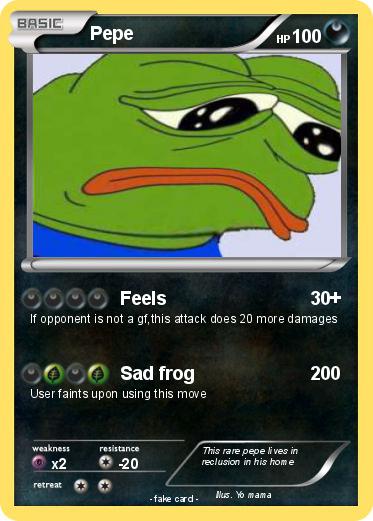 BASIC
Pepe
HP 100
Feels 30+
If opponent is not a gf,this attack does 20 more damages
Sad frog 200
User faints upon using this move
weakness resistance
x2 -20
retreat
This rare pepe lives in
reclusion in his home
- fake card - Illus. Yo mama